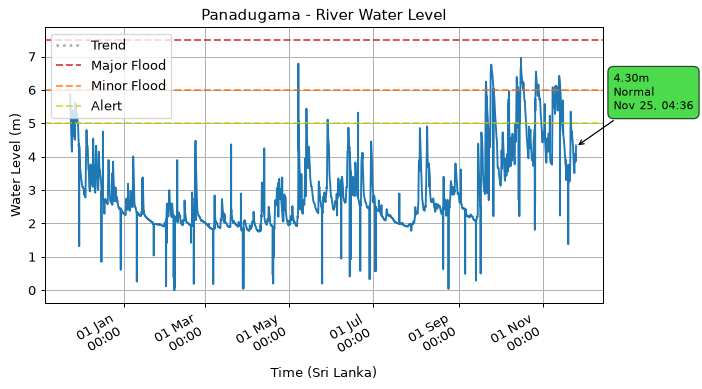 Panadugama - River Water Level
Trend
Major Flood
Minor Flood
Alert
4.30m
Normal
Nov 25, 04:36
Water Level (m)
7
6
5
4
3
2
1
0
01 Jan
00:00
01 Mar
00:00
01 May
00:00
01 Jul
00:00
01 Sep
00:00
01 Nov
00:00
Time (Sri Lanka)